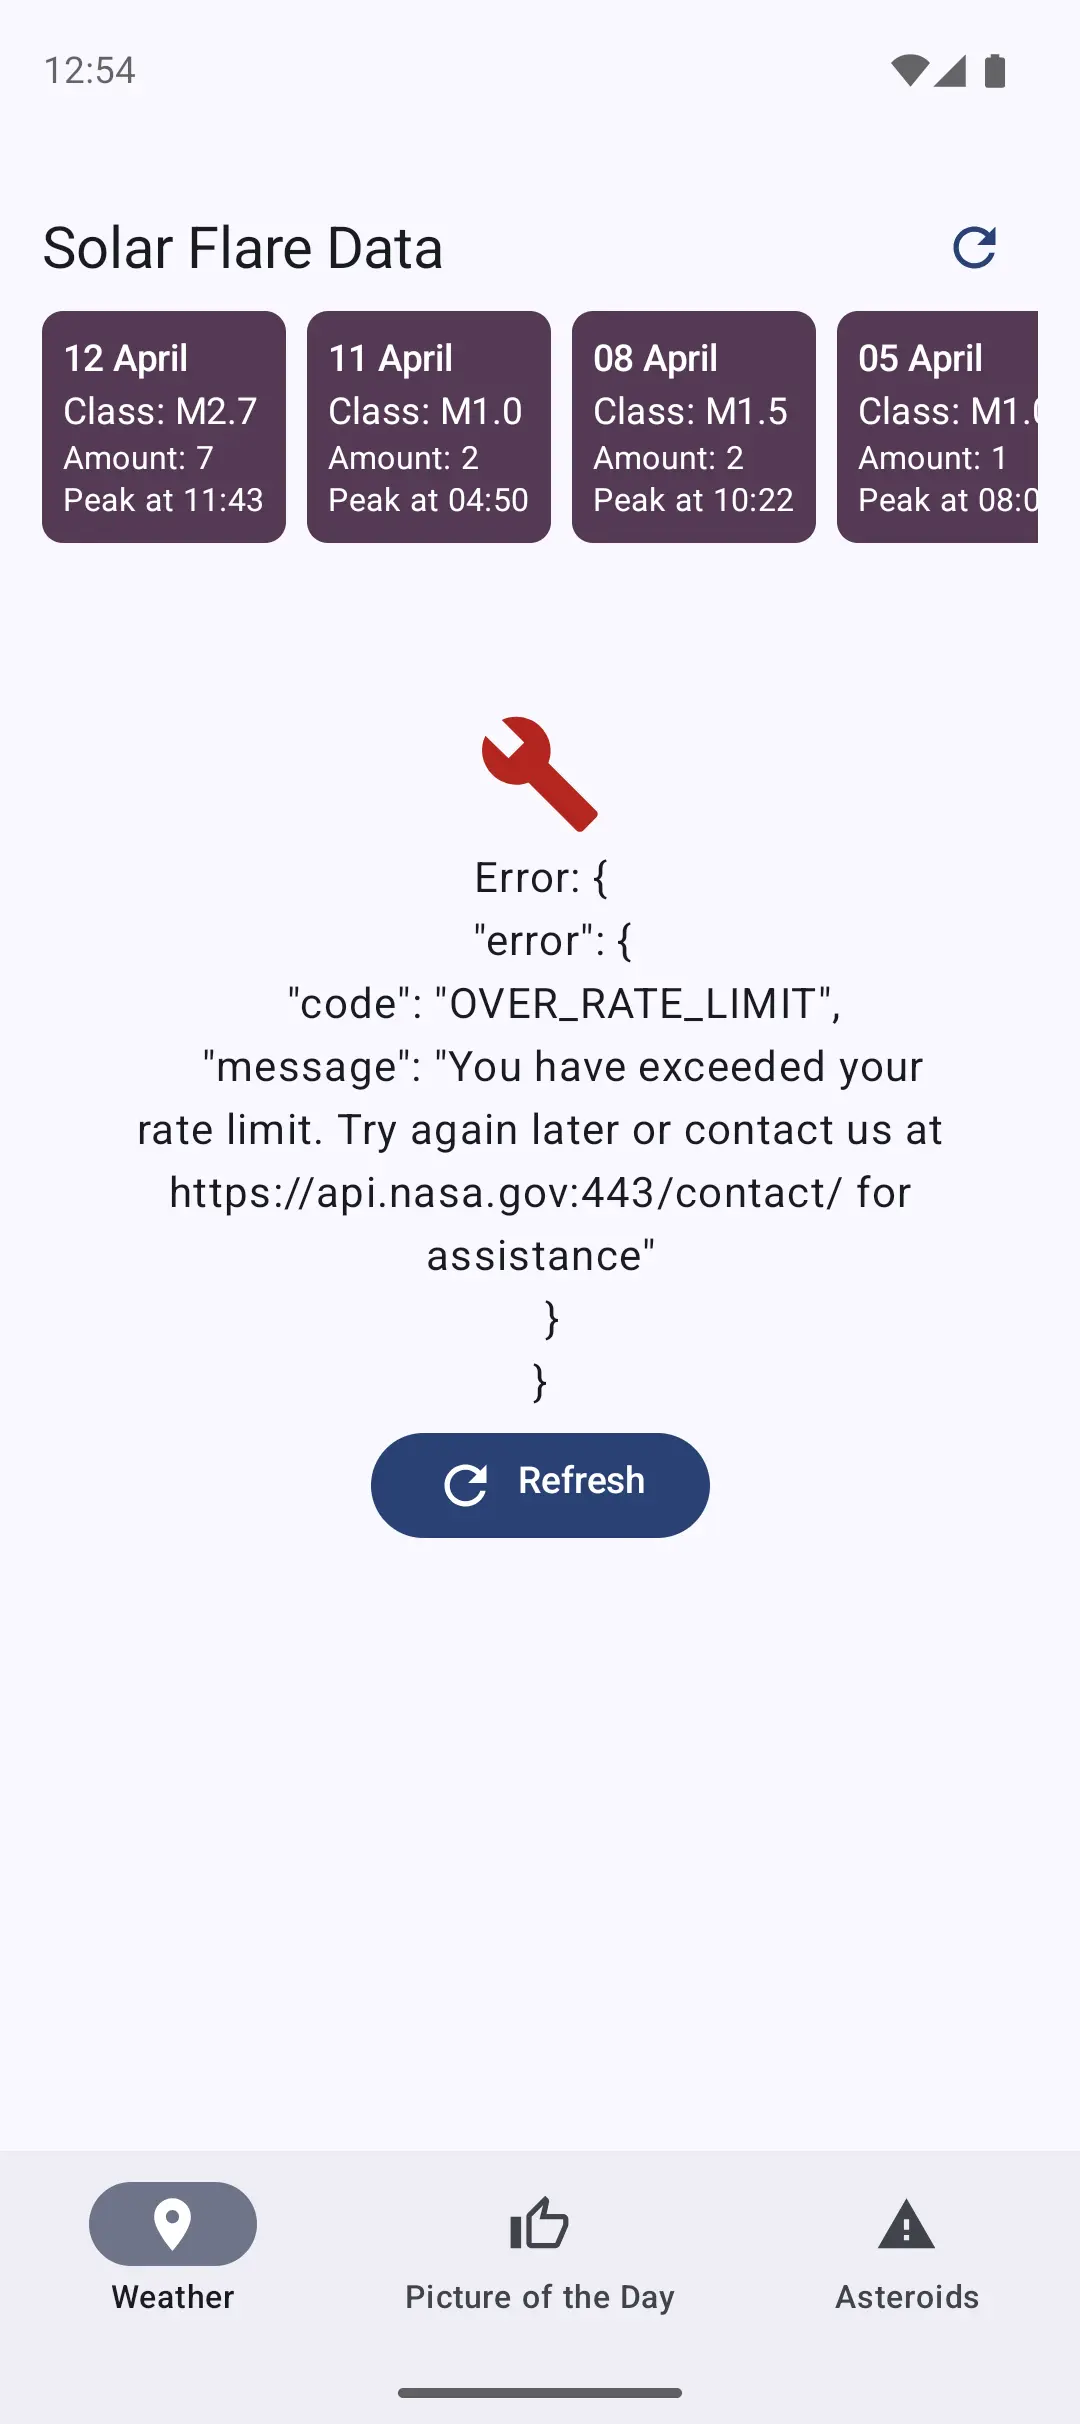 12:54
Solar Flare Data
12 April
Class: M2.7
Amount: 7
Peak at 11:43
11 April
Class: M1.0
Amount: 2
Peak at 04:50
08 April
Class: M1.5
Amount: 2
Peak at 10:22
05 April
Class: M1.
Amount: 1
Peak at 08:0
Error: {
"error": {
"code": "OVER_RATE_LIMIT",
"message": "You have exceeded your
rate limit. Try again later or contact us at
https://api.nasa.gov:443/contact/ for
assistance"
}
}
Refresh
Weather
Picture of the Day
Asteroids